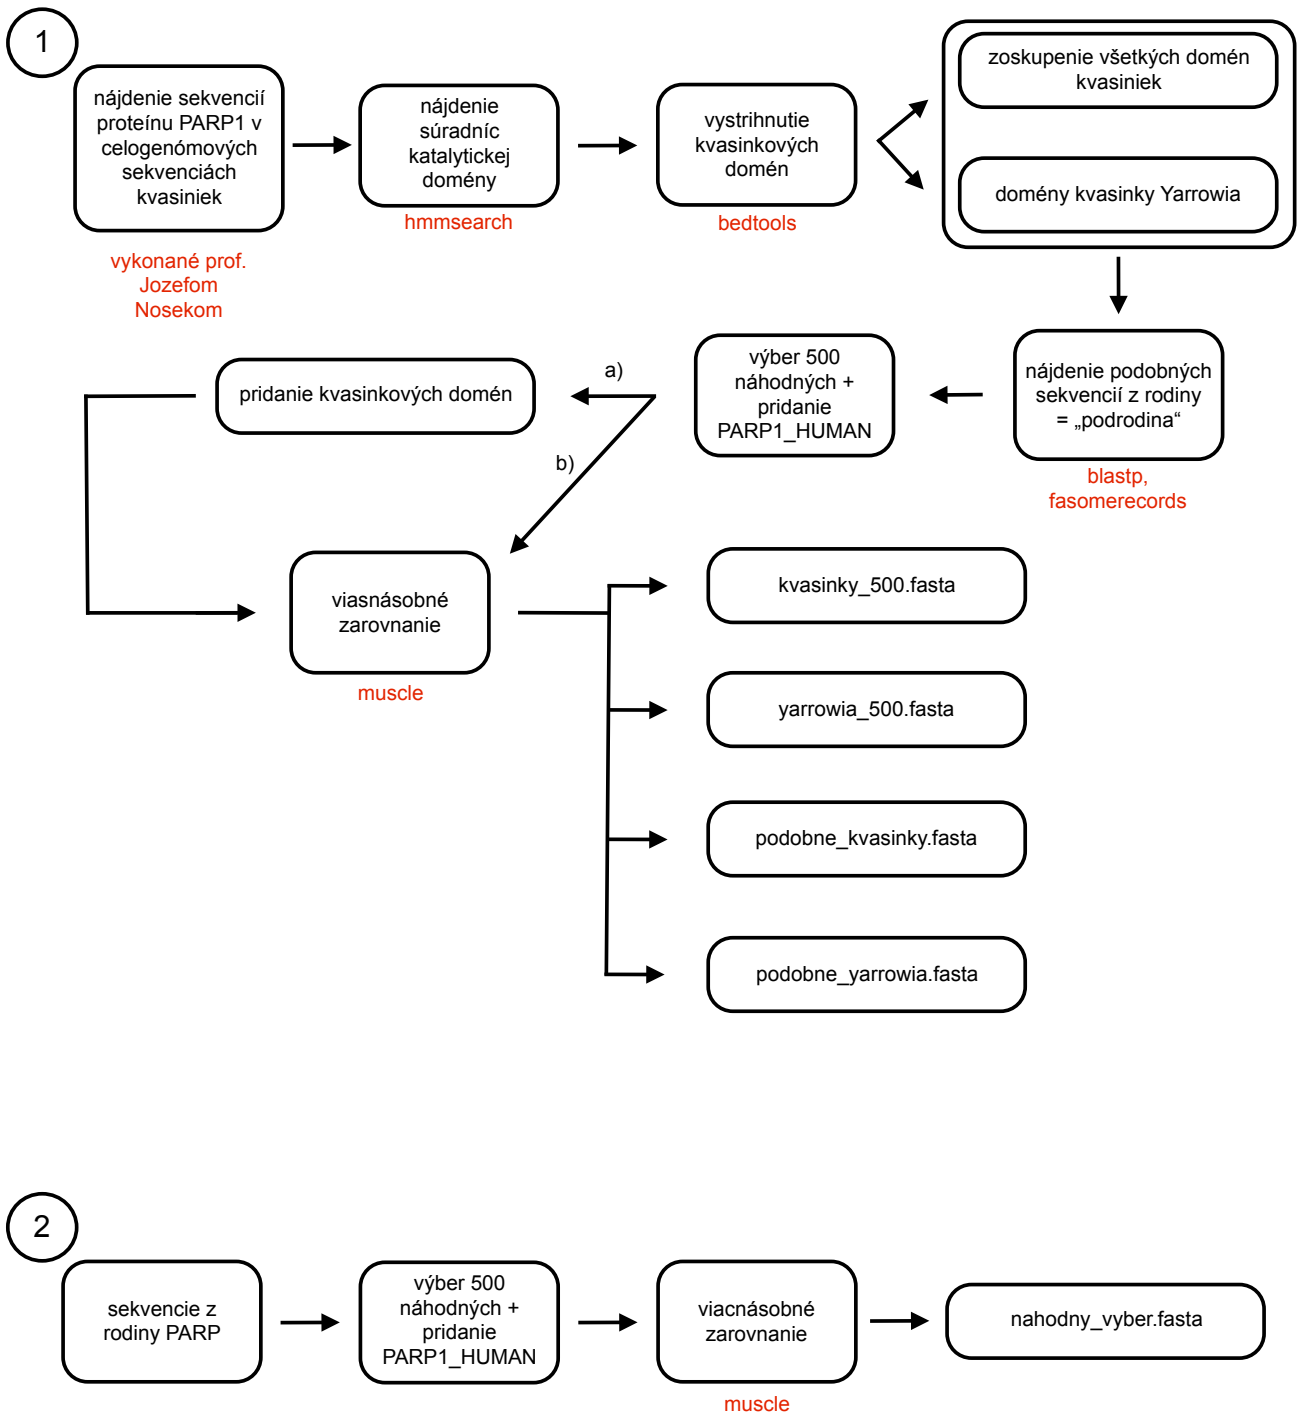 1
nájdenie sekvencií
proteínu PARP1 v
celogenómových
sekvenciách
kvasiniek
vykonané prof.
Jozefom
Nosekom
nájdenie
súradníc
katalytickej
domény
hmmsearch
vystrihnutie
kvasinkových
domén
bedtools
zoskupenie všetkých domén
kvasiniek
domény kvasinky Yarrowia
nájdenie podobných
sekvencií z rodiny
= „podrodina“
blastp,
fasomerecords
výber 500
náhodných +
pridanie
PARP1_HUMAN
a)
b)
pridanie kvasinkových domén
viasnásobné
zarovnanie
muscle
kvasinky_500.fasta
yarrowia_500.fasta
podobne_kvasinky.fasta
podobne_yarrowia.fasta
2
sekvencie z
rodiny PARP
výber 500
náhodných +
pridanie
PARP1_HUMAN
viacnásobné
zarovnanie
muscle
nahodny_vyber.fasta